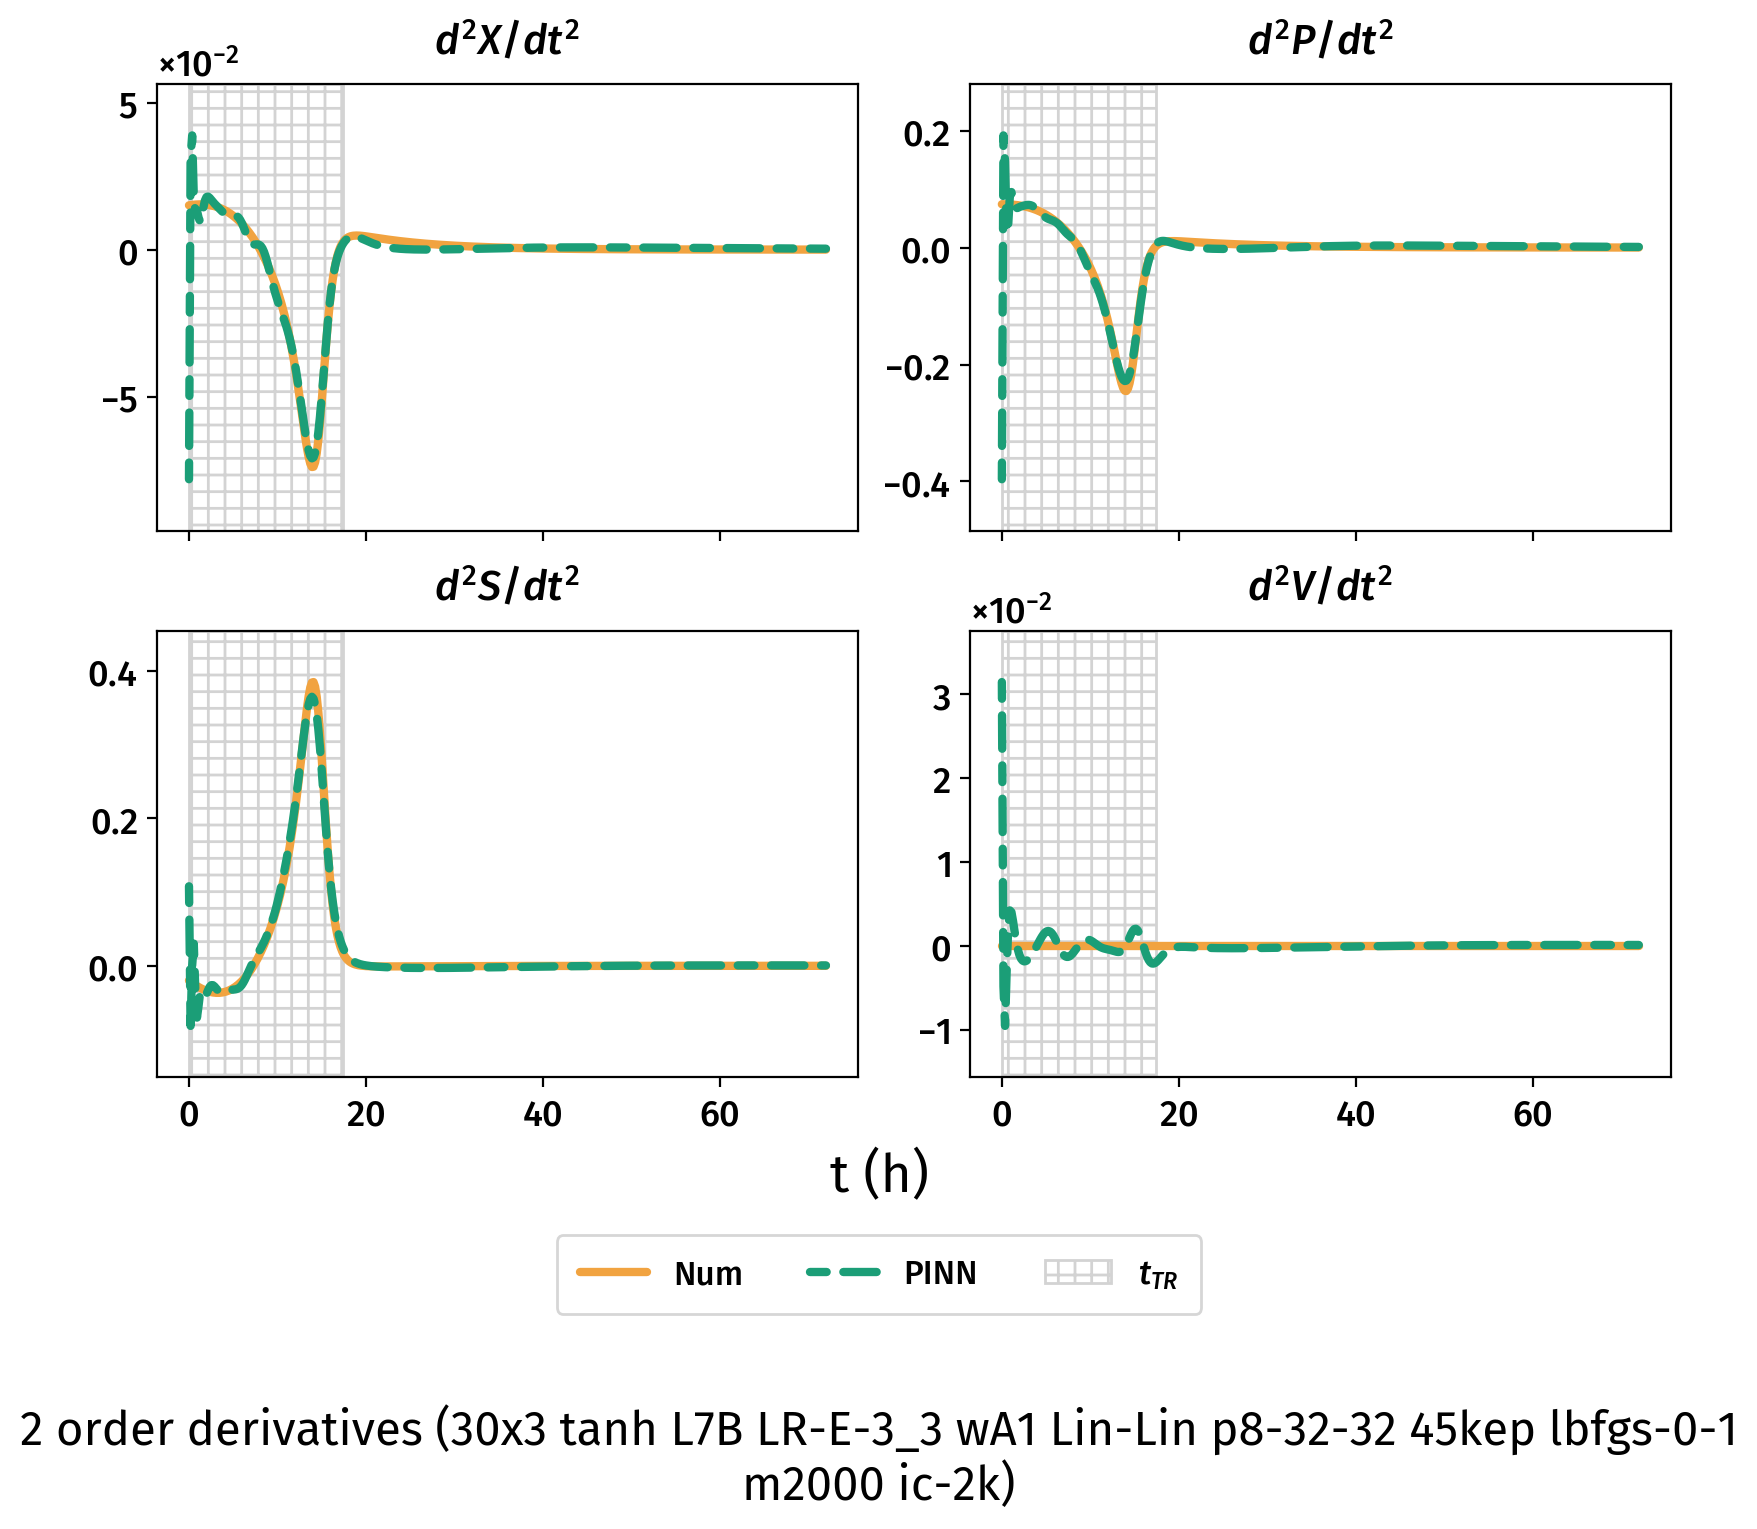 d²X/dt²
×10⁻²
5
0
−5
d²P/dt²
0.2
0.0
−0.2
−0.4
d²S/dt²
0.4
0.2
0.0
0 20 40 60
d²V/dt²
×10⁻²
3
2
1
0
−1
0 20 40 60
t (h)
Num PINN t_TR
2 order derivatives (30x3 tanh L7B LR-E-3_3 wA1 Lin-Lin p8-32-32 45kep lbfgs-0-1
m2000 ic-2k)